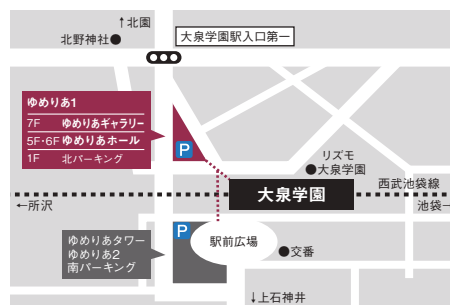 ↑北園
北野神社●
大泉学園駅入口第一
ゆめりあ1
7F ゆめりあギャラリー
5F・6F ゆめりあホール
1F 北パーキング
P
リズモ
●大泉学園
大泉学園
西武池袋線
←所沢
池袋→
P
ゆめりあタワー
ゆめりあ2
南パーキング
駅前広場
●交番
↓上石神井